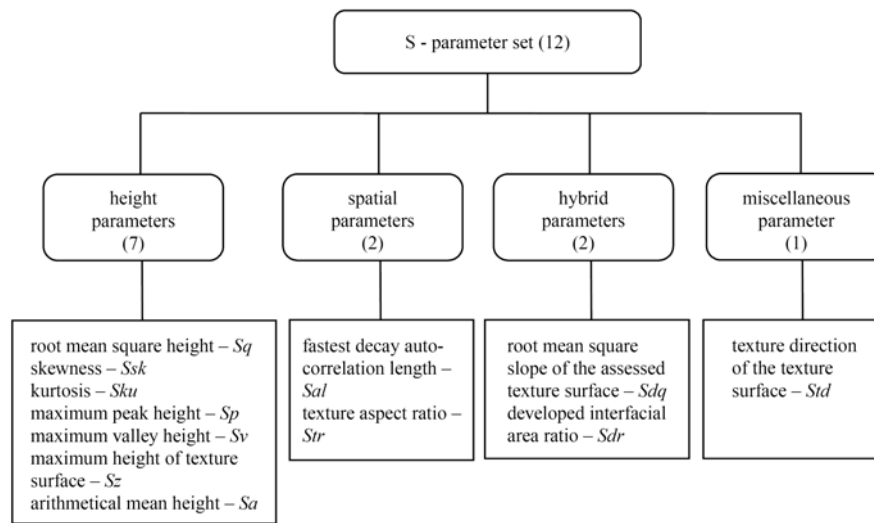 S - parameter set (12)
height
parameters
(7)
spatial
parameters
(2)
hybrid
parameters
(2)
miscellaneous
parameter
(1)
root mean square height – Sq
skewness – Ssk
kurtosis – Sku
maximum peak height – Sp
maximum valley height – Sv
maximum height of texture
surface – Sz
arithmetical mean height – Sa
fastest decay auto-
correlation length –
Sal
texture aspect ratio –
Str
root mean square
slope of the assessed
texture surface – Sdq
developed interfacial
area ratio – Sdr
texture direction
of the texture
surface – Std